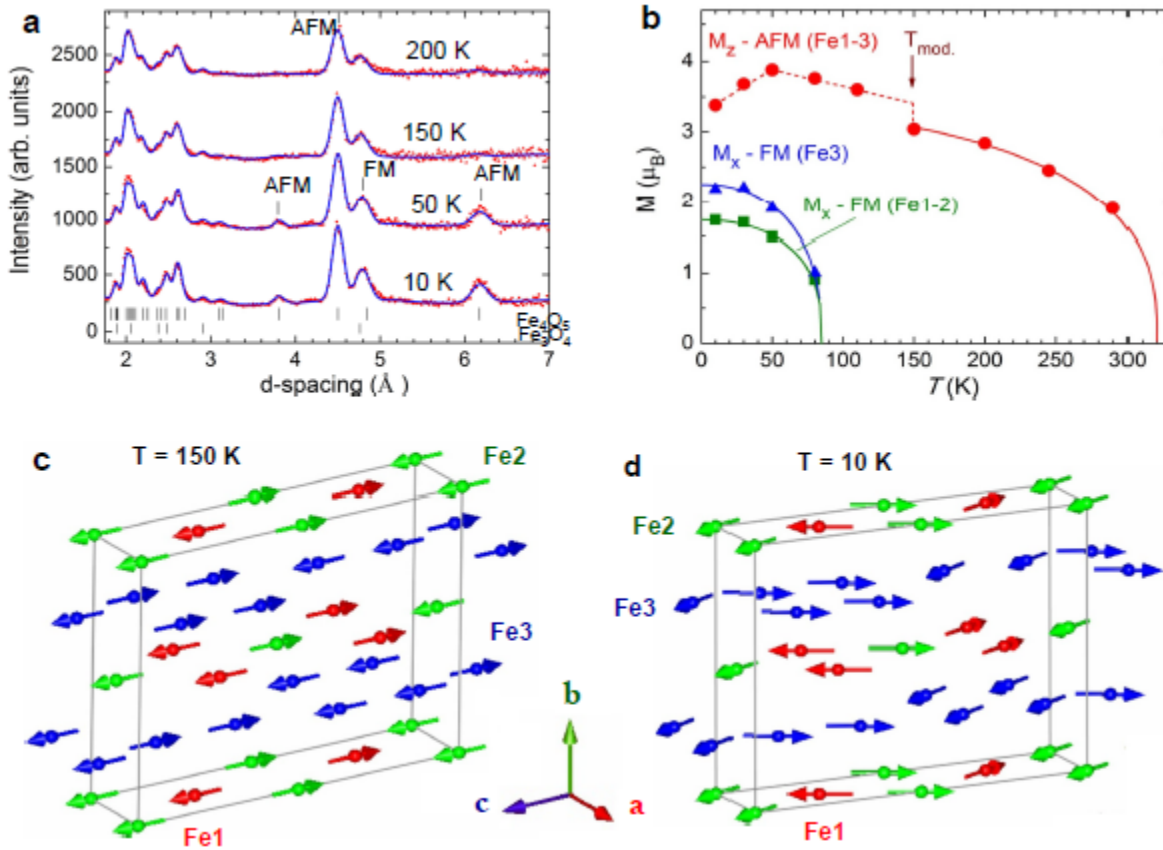 a
AFM
200 K
150 K
AFM
FM
AFM
50 K
10 K
Fe4O5
Fe3O4
2500
2000
1500
1000
500
0
2 3 4 5 6 7
Intensity (arb. units)
d-spacing (Å)
b
Mz - AFM (Fe1-3)
Tmod.
Mx - FM (Fe3)
Mx - FM (Fe1-2)
4
3
2
1
0
0 50 100 150 200 250 300
M (μB)
T (K)
c
T = 150 K
Fe2
Fe3
Fe1
b
c
a
d
T = 10 K
Fe2
Fe3
Fe1